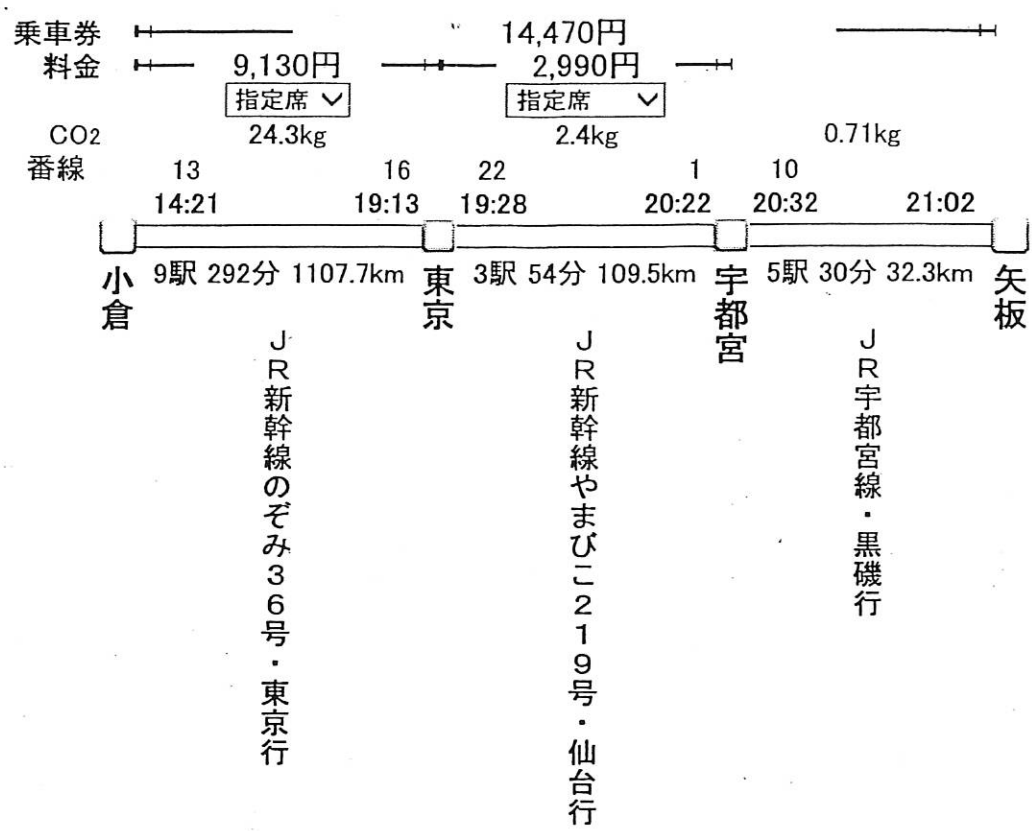 乗車券 14,470円
料金 9,130円 2,990円
指定席 指定席
CO2 24.3kg 2.4kg 0.71kg
番線 13 16 22 1 10
14:21 19:13 19:28 20:22 20:32 21:02
9駅 292分 1107.7km 3駅 54分 109.5km 5駅 30分 32.3km
小倉 東京 宇都宮 矢板
JR新幹線のぞみ36号・東京行
JR新幹線やまびこ219号・仙台行
JR宇都宮線・黒磯行